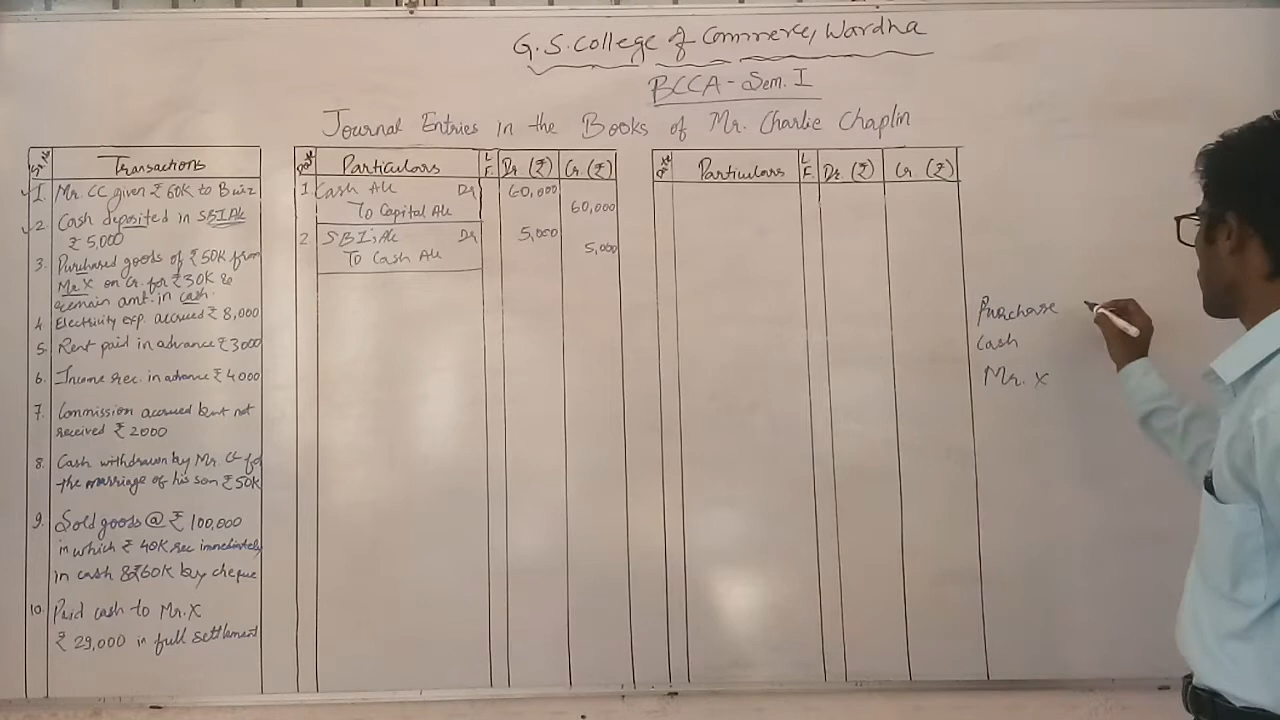 G.S. College of Commerce, Wardha
BCCA - Sem. I
Journal Entries in the Books of Mr. Charlie Chaplin
Sr. No Transactions
1. Mr. CC given ₹ 60K to Buiz
2. Cash deposited in SBI A/c
₹ 5,000
3. Purchased goods of ₹ 50K from
Mr. X on Cr. for ₹ 30K &
remain amt. in cash.
4. Electricity exp. accrued ₹ 8,000
5. Rent paid in advance ₹ 3000
6. Income rec. in advance ₹ 4000
7. Commission accrued but not
received ₹ 2000
8. Cash withdrawn by Mr. CC for
the marriage of his son ₹ 50K
9. Sold goods @ ₹ 100,000
in which ₹ 40K rec immediately
in cash & ₹ 60K by cheque
10. Paid cash to Mr. X
₹ 29,000 in full settlement
Date Particulars L.F. Dr. (₹) Cr. (₹)
1 Cash A/c Dr 60,000
To Capital A/c 60,000
2 SBI's A/c Dr 5,000
To Cash A/c 5,000
Date Particulars L.F. Dr. (₹) Cr. (₹)
Purchase
Cash
Mr. X